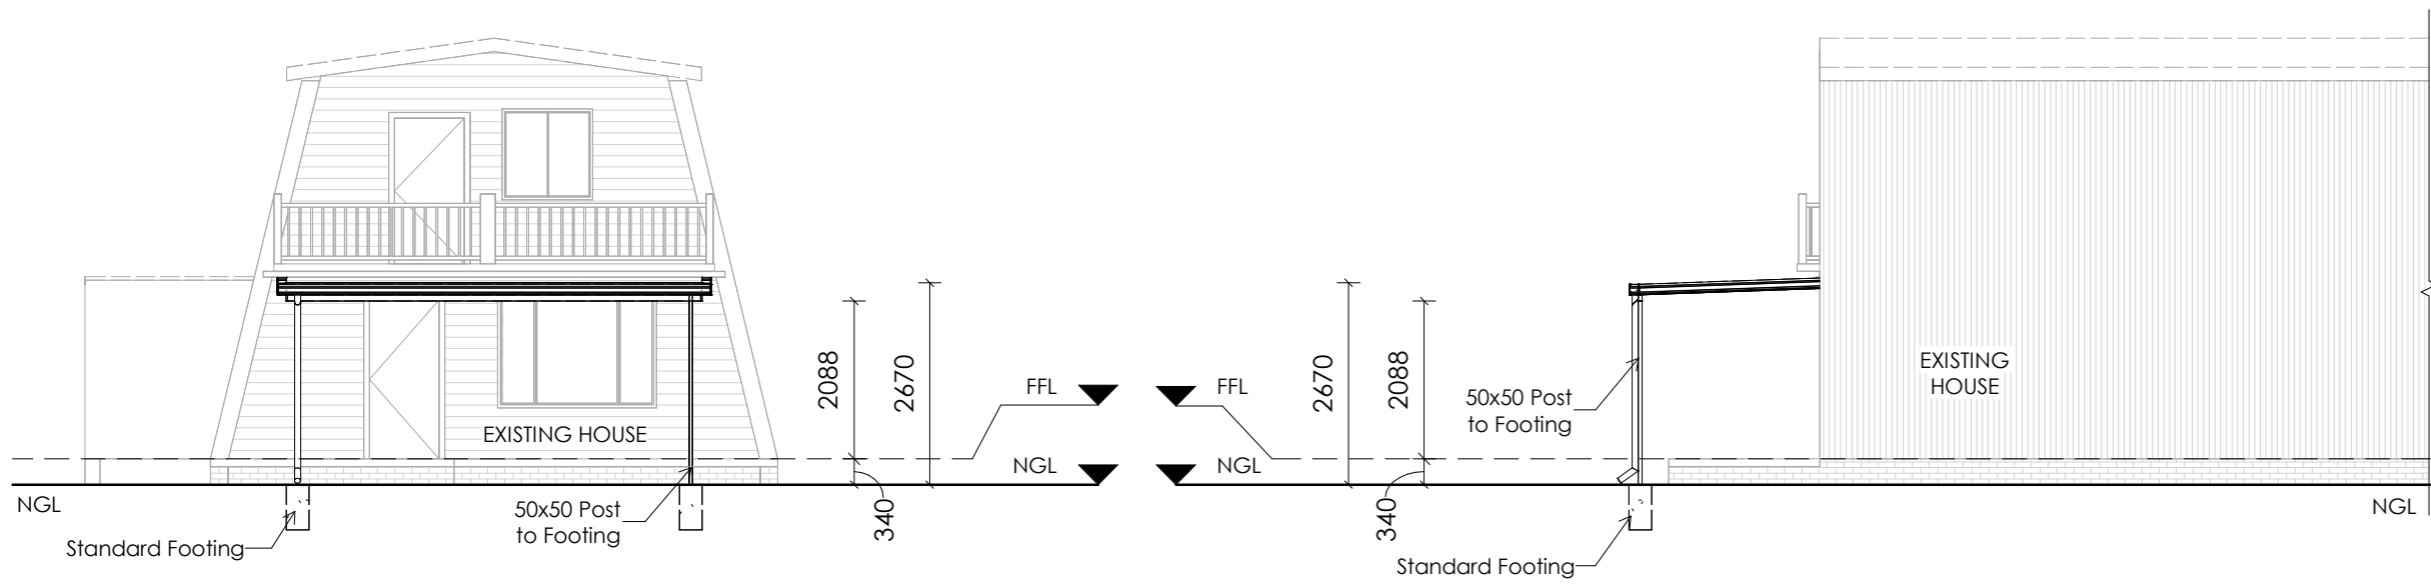 EXISTING HOUSE
NGL
Standard Footing
50x50 Post
to Footing
2088
2670
340
FFL
NGL
FFL
NGL
2670
2088
340
50x50 Post
to Footing
Standard Footing
EXISTING
HOUSE
NGL